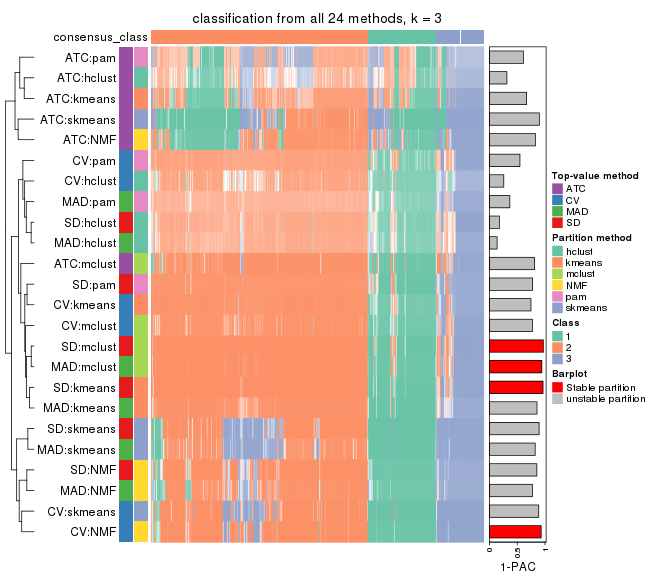 classification from all 24 methods, k = 3
consensus_class
ATC:pam
ATC:hclust
ATC:kmeans
ATC:skmeans
ATC:NMF
CV:pam
CV:hclust
MAD:pam
SD:hclust
MAD:hclust
ATC:mclust
SD:pam
CV:kmeans
CV:mclust
SD:mclust
MAD:mclust
SD:kmeans
MAD:kmeans
SD:skmeans
MAD:skmeans
SD:NMF
MAD:NMF
CV:skmeans
CV:NMF
0
0.5
1
1-PAC
Top-value method
ATC
CV
MAD
SD
Partition method
hclust
kmeans
mclust
NMF
pam
skmeans
Class
1
2
3
Barplot
Stable partition
unstable partition